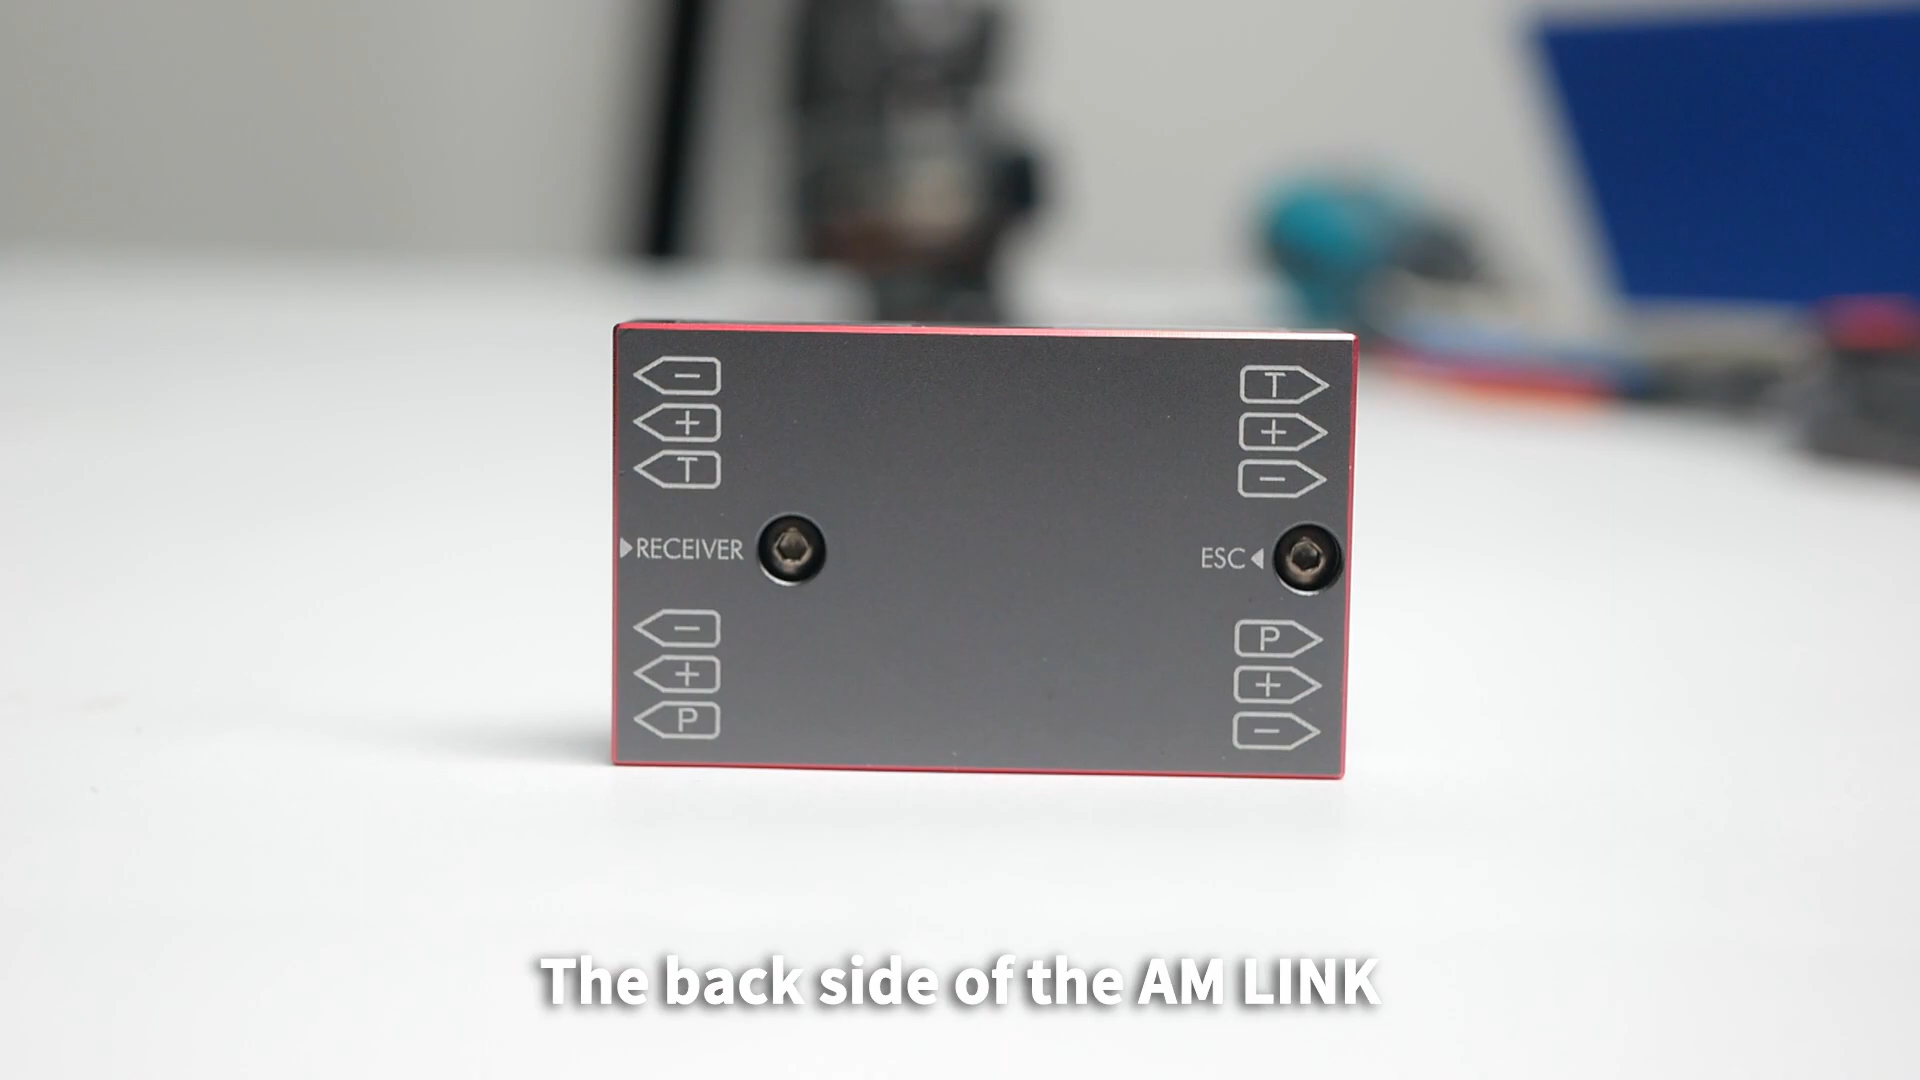 −
+
T
▶RECEIVER
−
+
P
T
+
−
ESC◀
P
+
−
The back side of the AM LINK